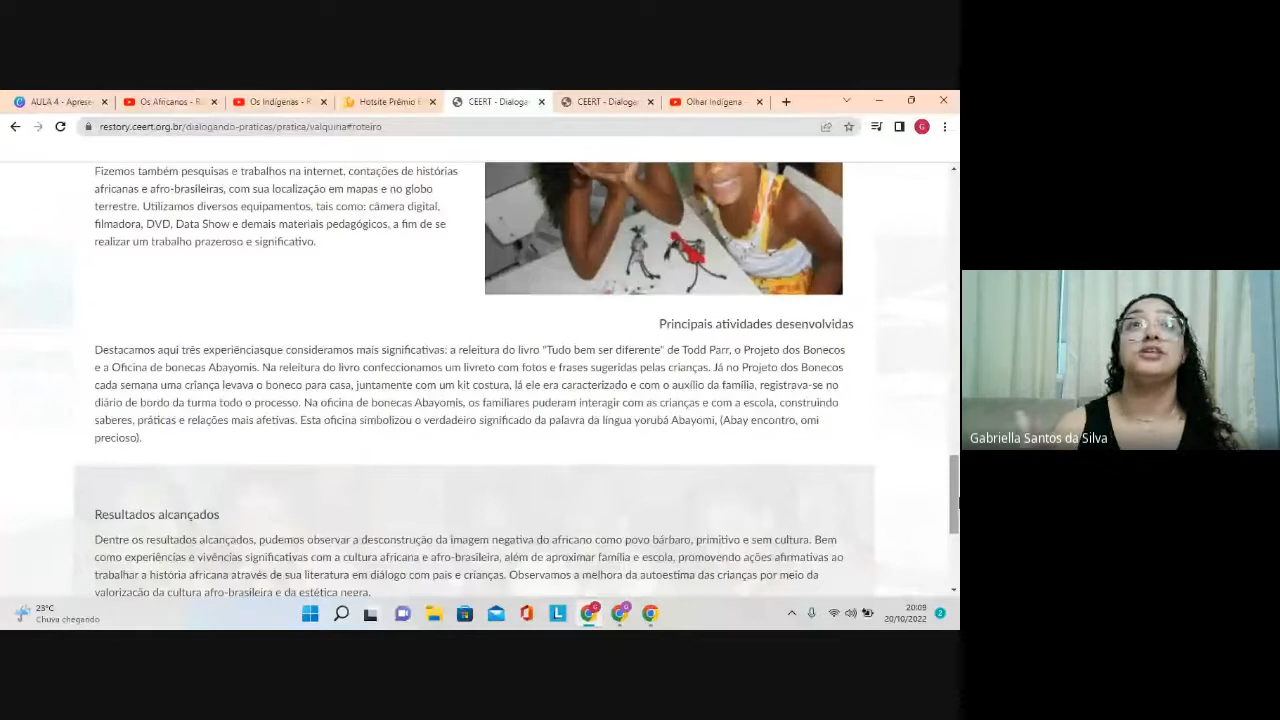 AULA 4 - Aprese
Os Africanos - R
Os Indígenas - R
Hotsite Prêmio E
CEERT - Dialoga
CEERT - Dialoga
Olhar Indígena
restory.ceert.org.br/dialogando-praticas/pratica/valquiria#roteiro
G
Fizemos também pesquisas e trabalhos na internet, contações de histórias
africanas e afro-brasileiras, com sua localização em mapas e no globo
terrestre. Utilizamos diversos equipamentos, tais como: câmera digital,
filmadora, DVD, Data Show e demais materiais pedagógicos, a fim de se
realizar um trabalho prazeroso e significativo.
Principais atividades desenvolvidas
Destacamos aqui três experiênciasque consideramos mais significativas: a releitura do livro "Tudo bem ser diferente" de Todd Parr, o Projeto dos Bonecos
e a Oficina de bonecas Abayomis. Na releitura do livro confeccionamos um livreto com fotos e frases sugeridas pelas crianças. Já no Projeto dos Bonecos
cada semana uma criança levava o boneco para casa, juntamente com um kit costura, lá ele era caracterizado e com o auxílio da família, registrava-se no
diário de bordo da turma todo o processo. Na oficina de bonecas Abayomis, os familiares puderam interagir com as crianças e com a escola, construindo
saberes, práticas e relações mais afetivas. Esta oficina simbolizou o verdadeiro significado da palavra da língua yorubá Abayomi, (Abay encontro, omi
precioso).
Resultados alcançados
Dentre os resultados alcançados, pudemos observar a desconstrução da imagem negativa do africano como povo bárbaro, primitivo e sem cultura. Bem
como experiências e vivências significativas com a cultura africana e afro-brasileira, além de aproximar família e escola, promovendo ações afirmativas ao
trabalhar a história africana através de sua literatura em diálogo com pais e crianças. Observamos a melhora da autoestima das crianças por meio da
valorização da cultura afro-brasileira e da estética negra.
23°C
Chuva chegando
20:09
20/10/2022
2
Gabriella Santos da Silva